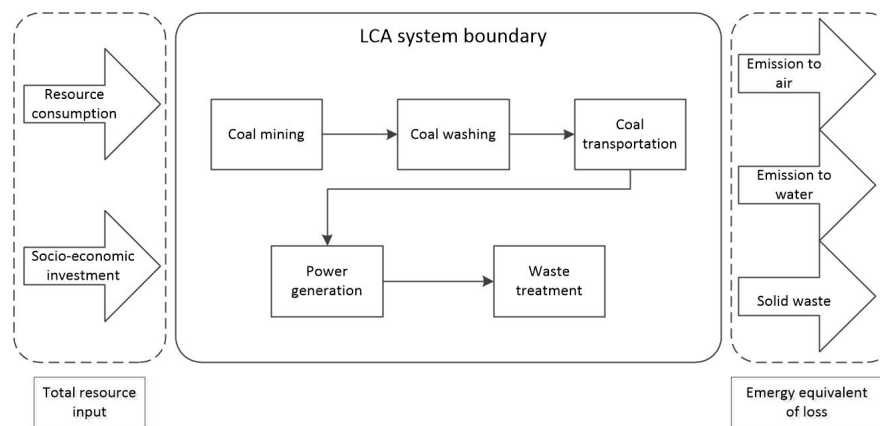 LCA system boundary
Resource
consumption
Socio-economic
investment
Coal mining
Coal washing
Coal
transportation
Power
generation
Waste
treatment
Emission to
air
Emission to
water
Solid waste
Total resource
input
Emergy equivalent
of loss